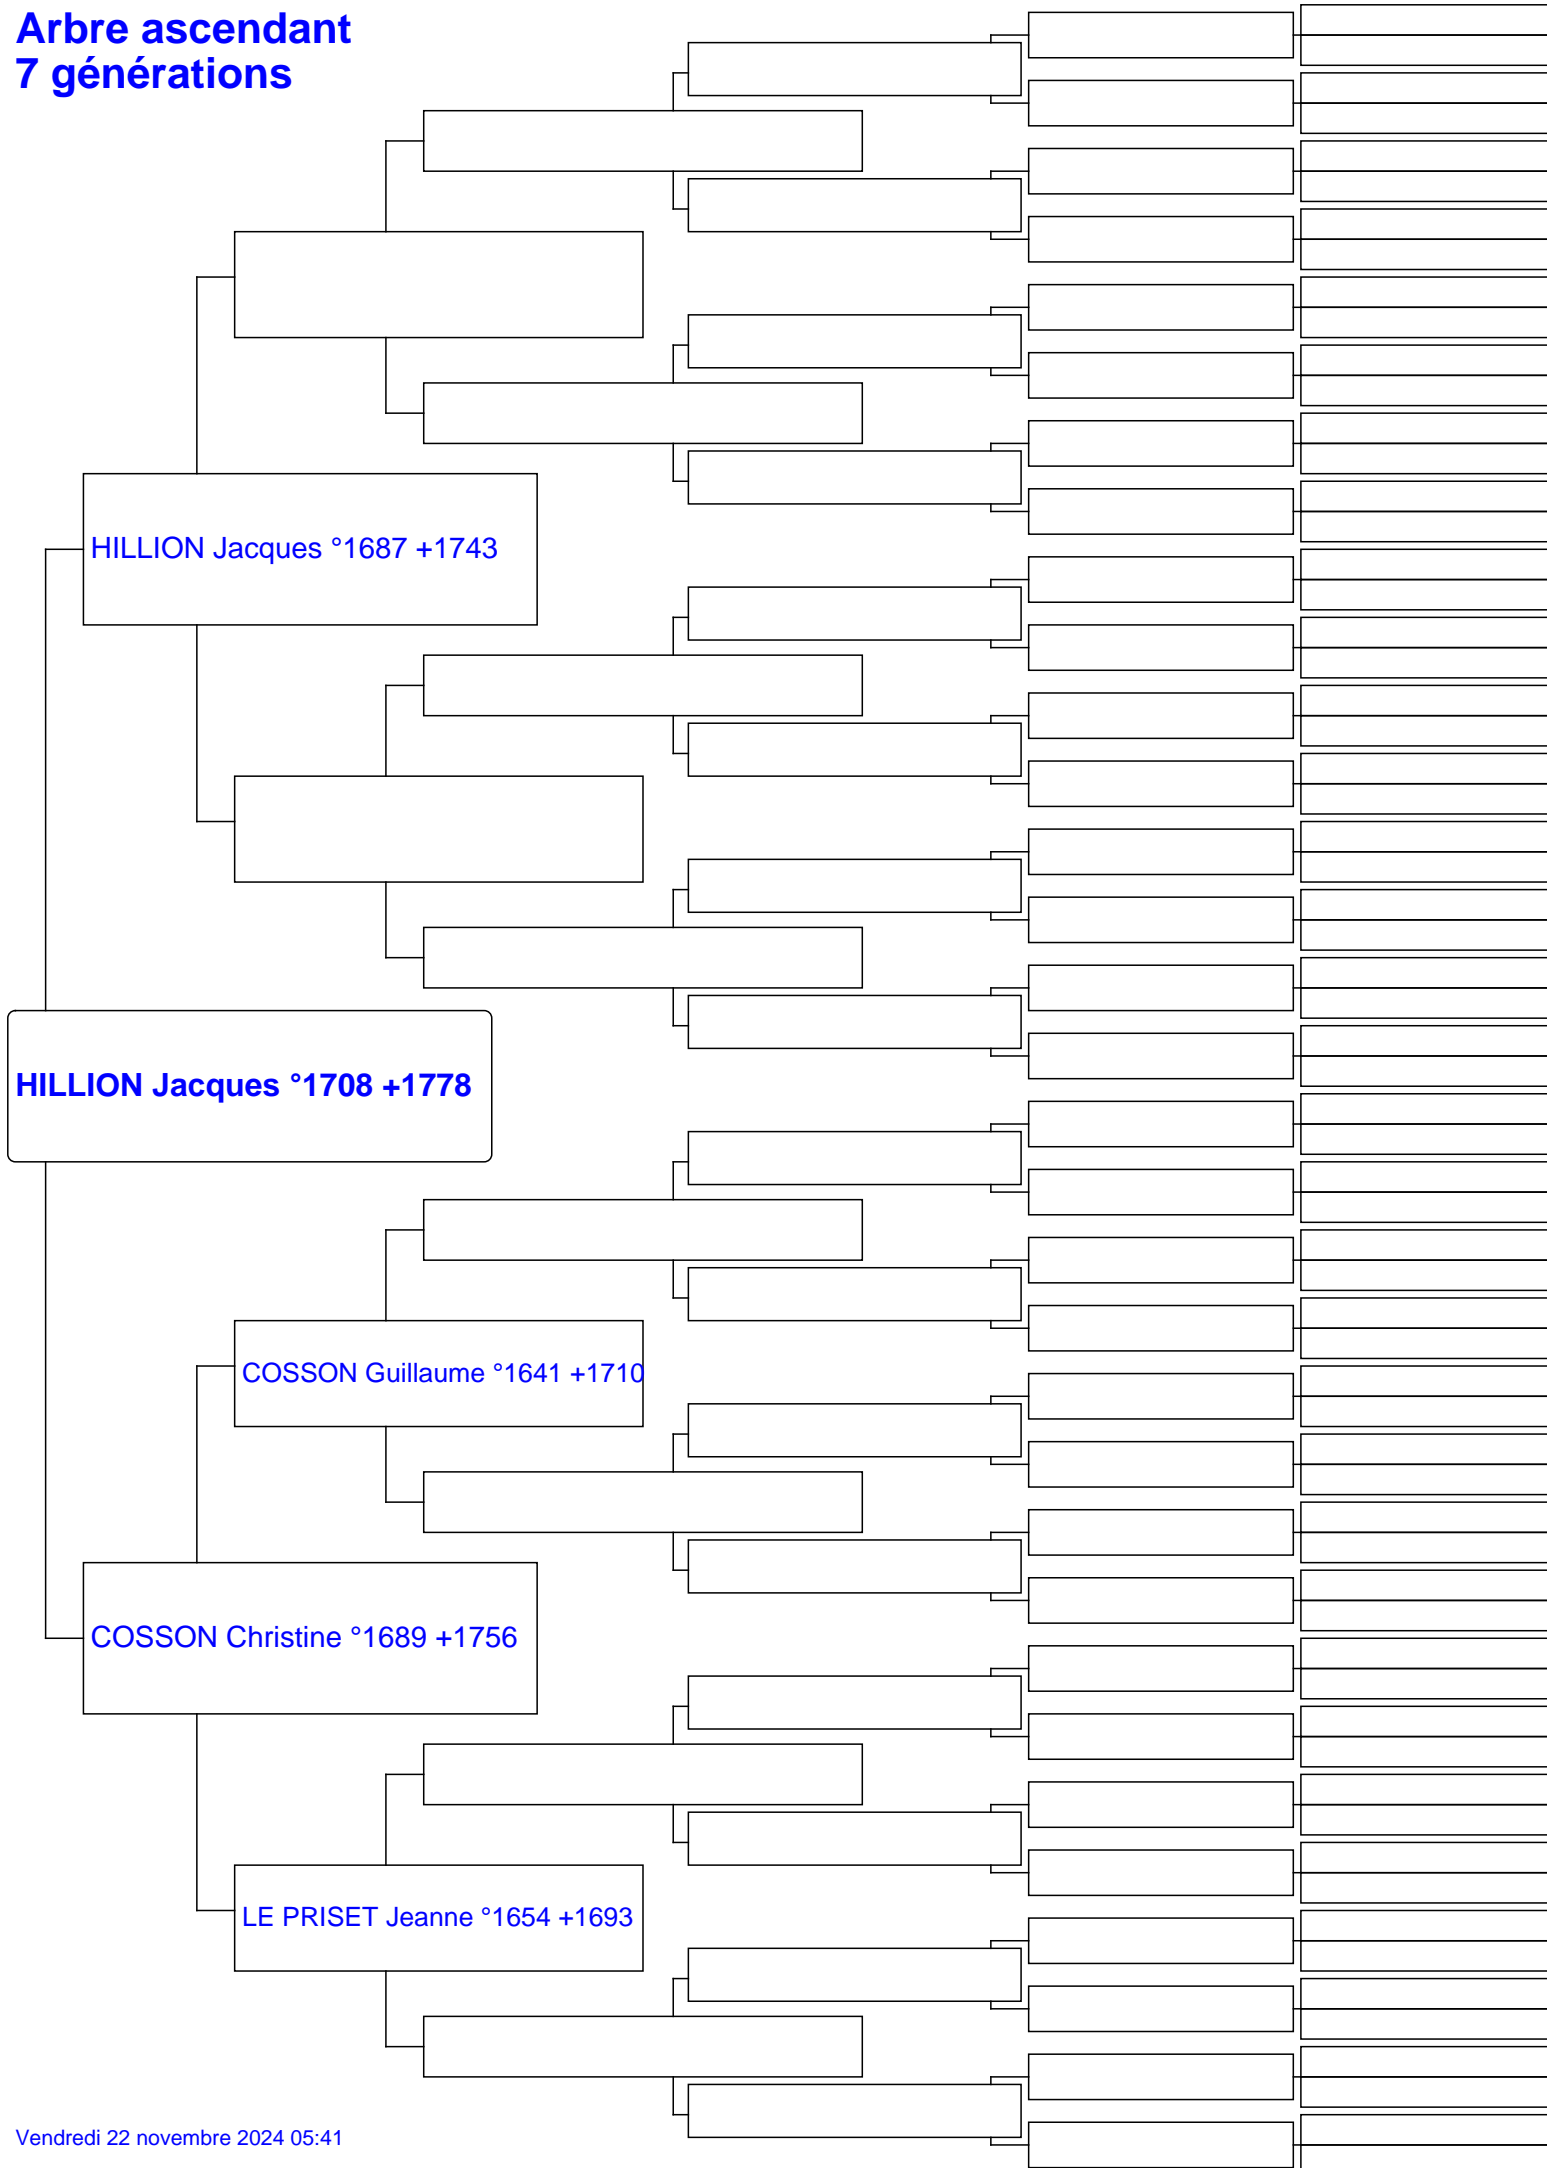 Arbre ascendant
7 générations
HILLION Jacques °1687 +1743
HILLION Jacques °1708 +1778
COSSON Guillaume °1641 +1710
COSSON Christine °1689 +1756
LE PRISET Jeanne °1654 +1693
Vendredi 22 novembre 2024 05:41